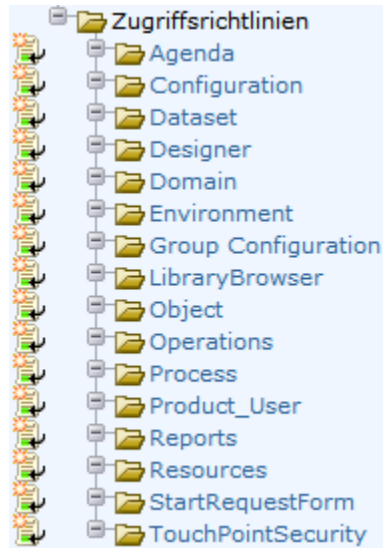 Zugriffsrichtlinien
Agenda
Configuration
Dataset
Designer
Domain
Environment
Group Configuration
LibraryBrowser
Object
Operations
Process
Product_User
Reports
Resources
StartRequestForm
TouchPointSecurity